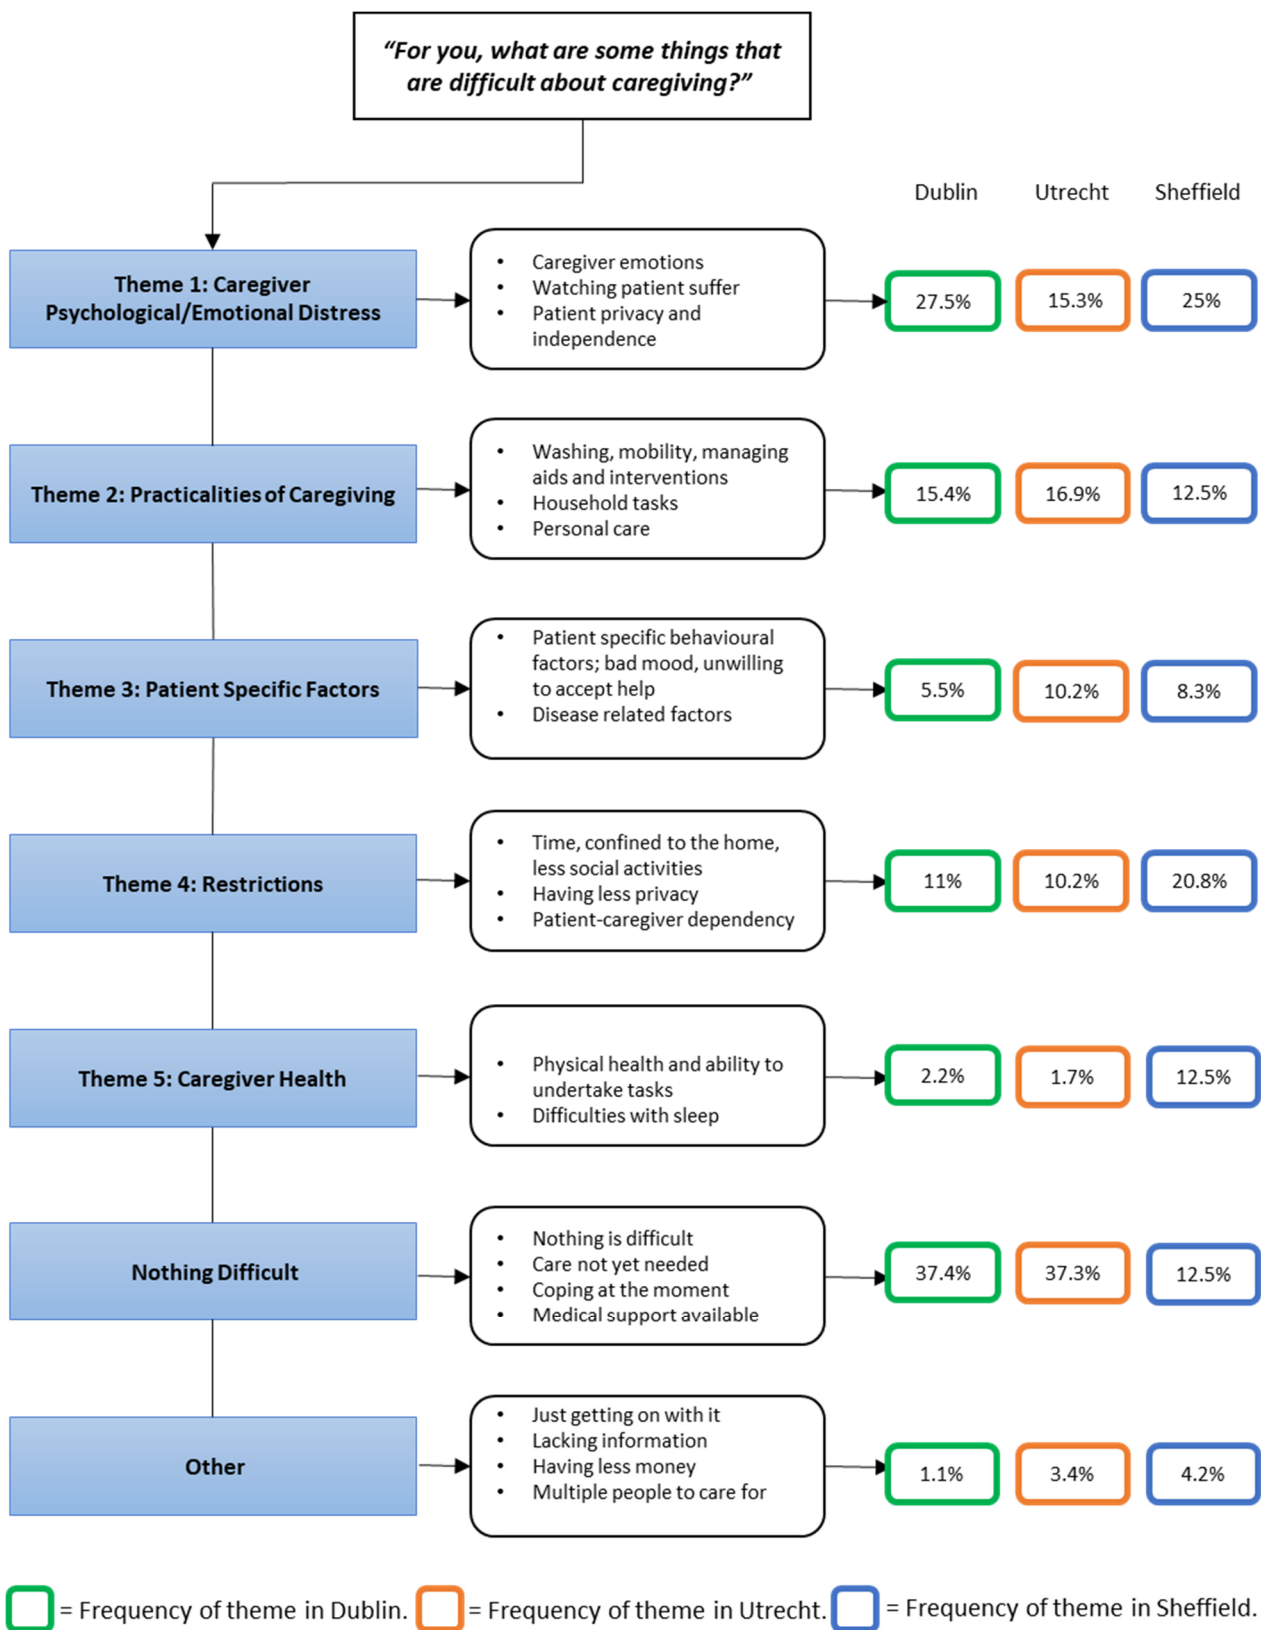 “For you, what are some things that
are difficult about caregiving?”
Dublin
Utrecht
Sheffield
Theme 1: Caregiver
Psychological/Emotional Distress
• Caregiver emotions
• Watching patient suffer
• Patient privacy and
independence
27.5%
15.3%
25%
Theme 2: Practicalities of Caregiving
• Washing, mobility, managing
aids and interventions
• Household tasks
• Personal care
15.4%
16.9%
12.5%
Theme 3: Patient Specific Factors
• Patient specific behavioural
factors; bad mood, unwilling
to accept help
• Disease related factors
5.5%
10.2%
8.3%
Theme 4: Restrictions
• Time, confined to the home,
less social activities
• Having less privacy
• Patient-caregiver dependency
11%
10.2%
20.8%
Theme 5: Caregiver Health
• Physical health and ability to
undertake tasks
• Difficulties with sleep
2.2%
1.7%
12.5%
Nothing Difficult
• Nothing is difficult
• Care not yet needed
• Coping at the moment
• Medical support available
37.4%
37.3%
12.5%
Other
• Just getting on with it
• Lacking information
• Having less money
• Multiple people to care for
1.1%
3.4%
4.2%
= Frequency of theme in Dublin.
= Frequency of theme in Utrecht.
= Frequency of theme in Sheffield.